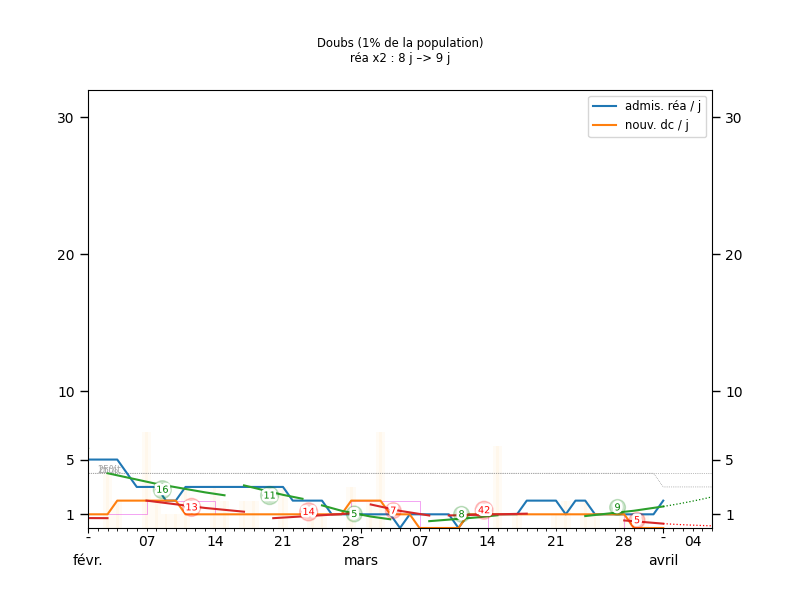 Doubs (1% de la population)
réa x2 : 8 j –> 9 j
admis. réa / j
nouv. dc / j
30 30
20 20
10 10
5 5
1 1
16 13 11 14 5 7 8 42 9 5
- 07 14 21 28 - 07 14 21 28 - 04
févr. mars avril